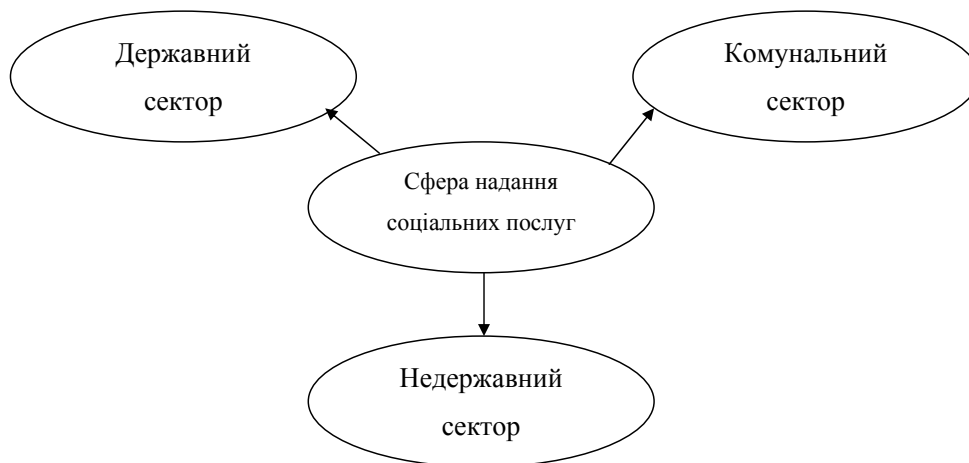 Державний
сектор
Комунальний
сектор
Сфера надання
соціальних послуг
Недержавний
сектор